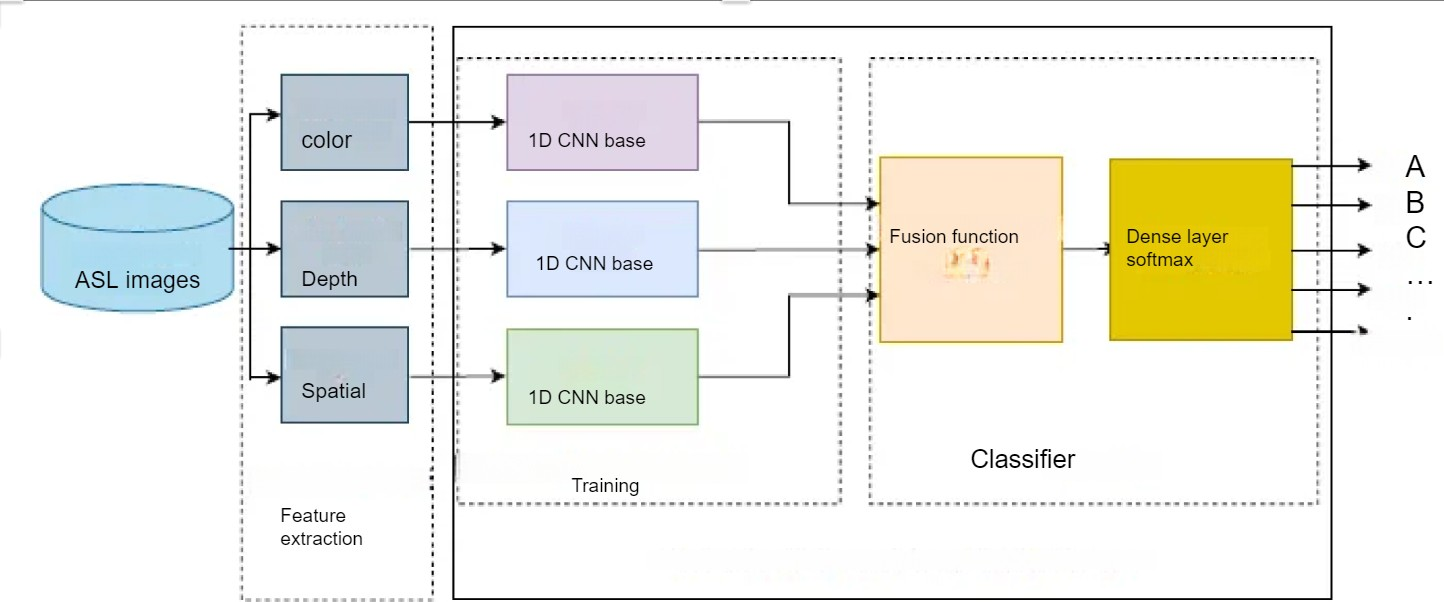 color
1D CNN base
ASL images
Depth
1D CNN base
Spatial
1D CNN base
Fusion function
Dense layer
softmax
A
B
C
...
.
Classifier
Training
Feature
extraction